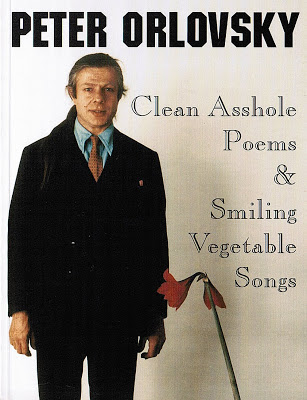 PETER ORLOVSKY
Clean Asshole
Poems
&
Smiling
Vegetable
Songs